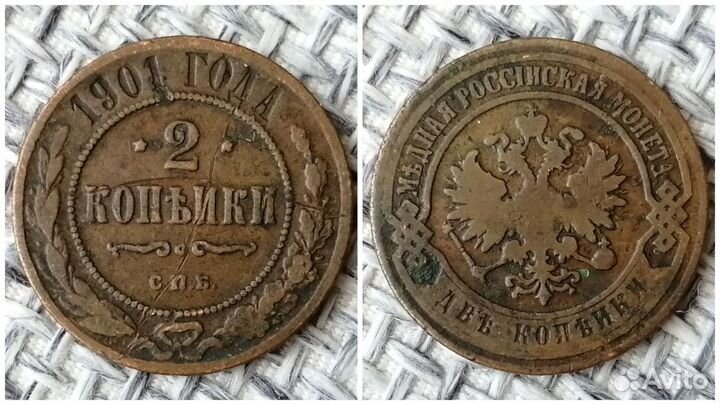 1901 ГОДА
2
КОПѢЙКИ
С.П.Б.
МѢДНАЯ РОССІЙСКАЯ МОНЕТА
ДВѢ КОПѢЙКИ
Avito